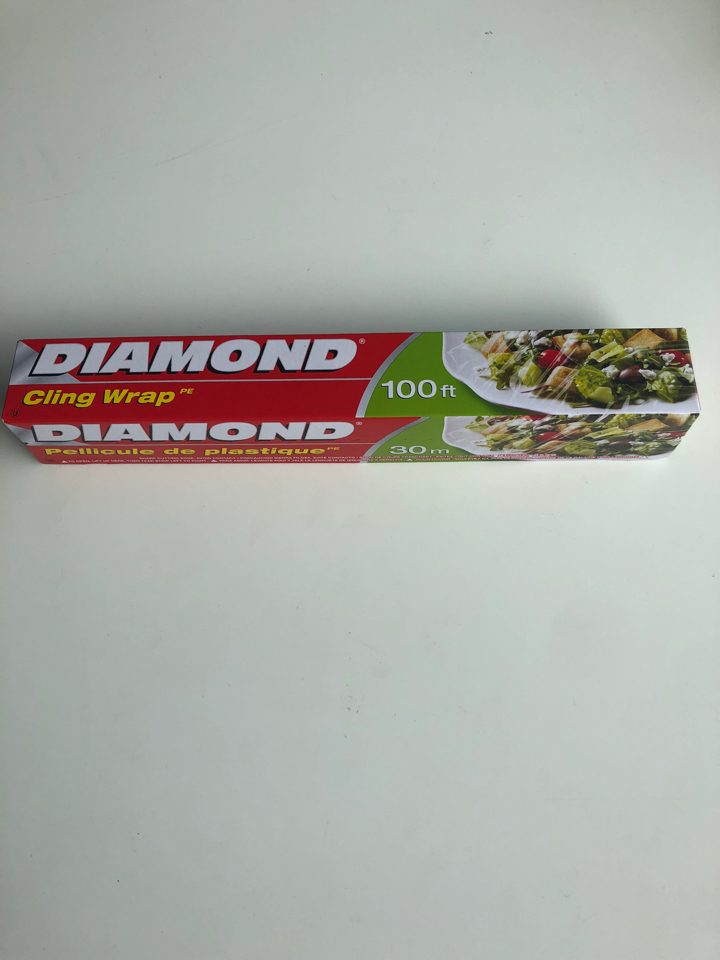 DIAMOND®
Cling Wrap PE
100 ft
DIAMOND®
Pellicule de plastique PE
30 m